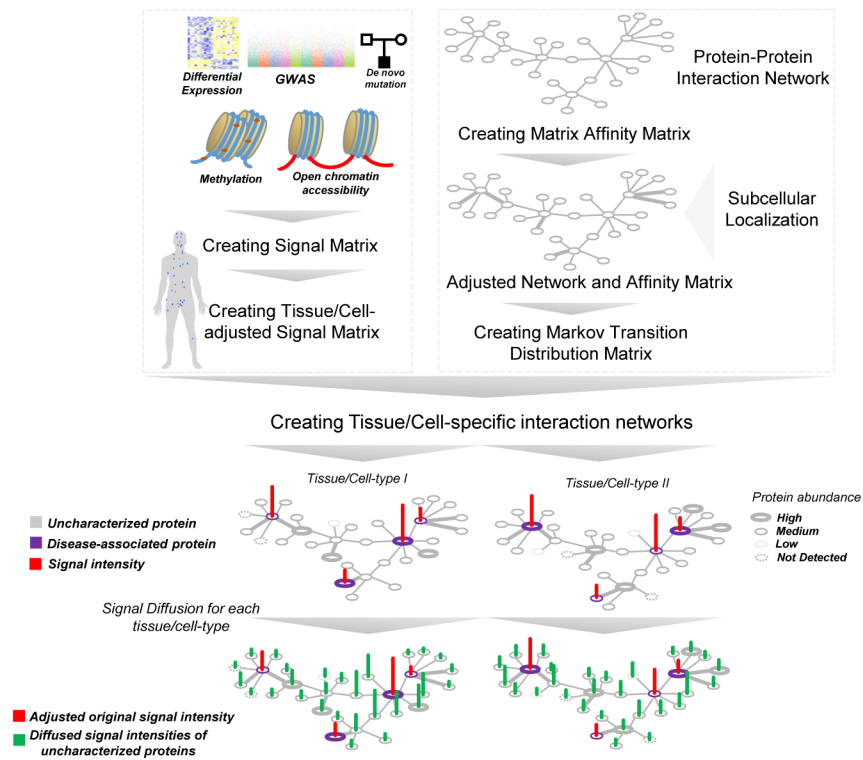 Differential
Expression
GWAS
De novo
mutation
Methylation
Open chromatin
accessibility
Creating Signal Matrix
Creating Tissue/Cell-
adjusted Signal Matrix
Protein-Protein
Interaction Network
Creating Matrix Affinity Matrix
Subcellular
Localization
Adjusted Network and Affinity Matrix
Creating Markov Transition
Distribution Matrix
Creating Tissue/Cell-specific interaction networks
Tissue/Cell-type I
Tissue/Cell-type II
Uncharacterized protein
Disease-associated protein
Signal intensity
Protein abundance
High
Medium
Low
Not Detected
Signal Diffusion for each
tissue/cell-type
Adjusted original signal intensity
Diffused signal intensities of
uncharacterized proteins